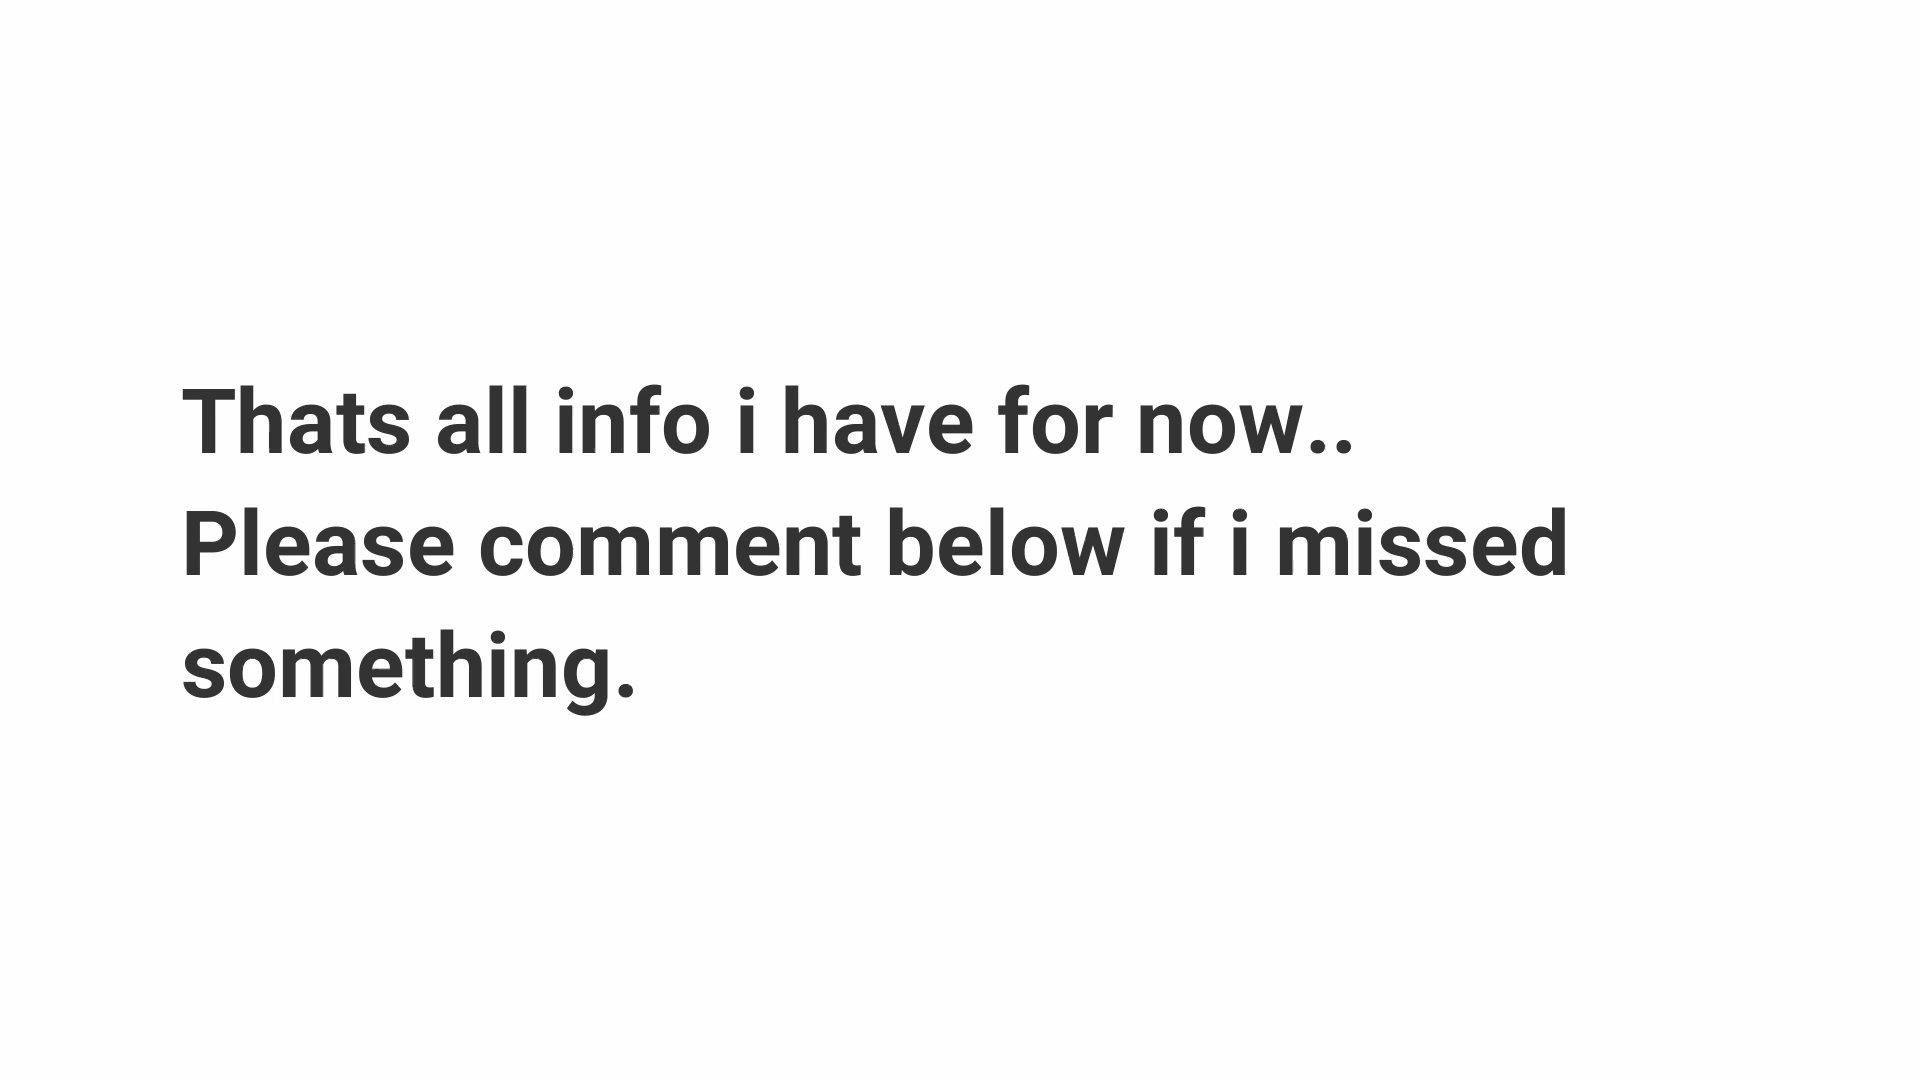 Thats all info i have for now..
Please comment below if i missed
something.